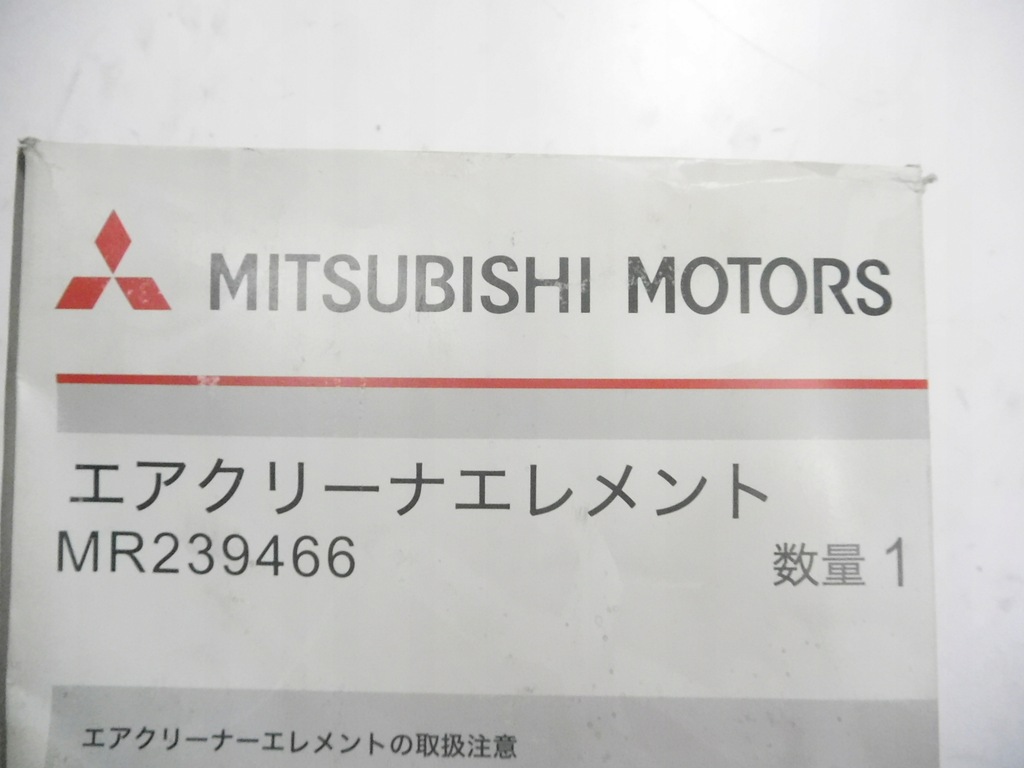 MITSUBISHI MOTORS
エアクリーナエレメント
MR239466
数量 1
エアクリーナーエレメントの取扱注意